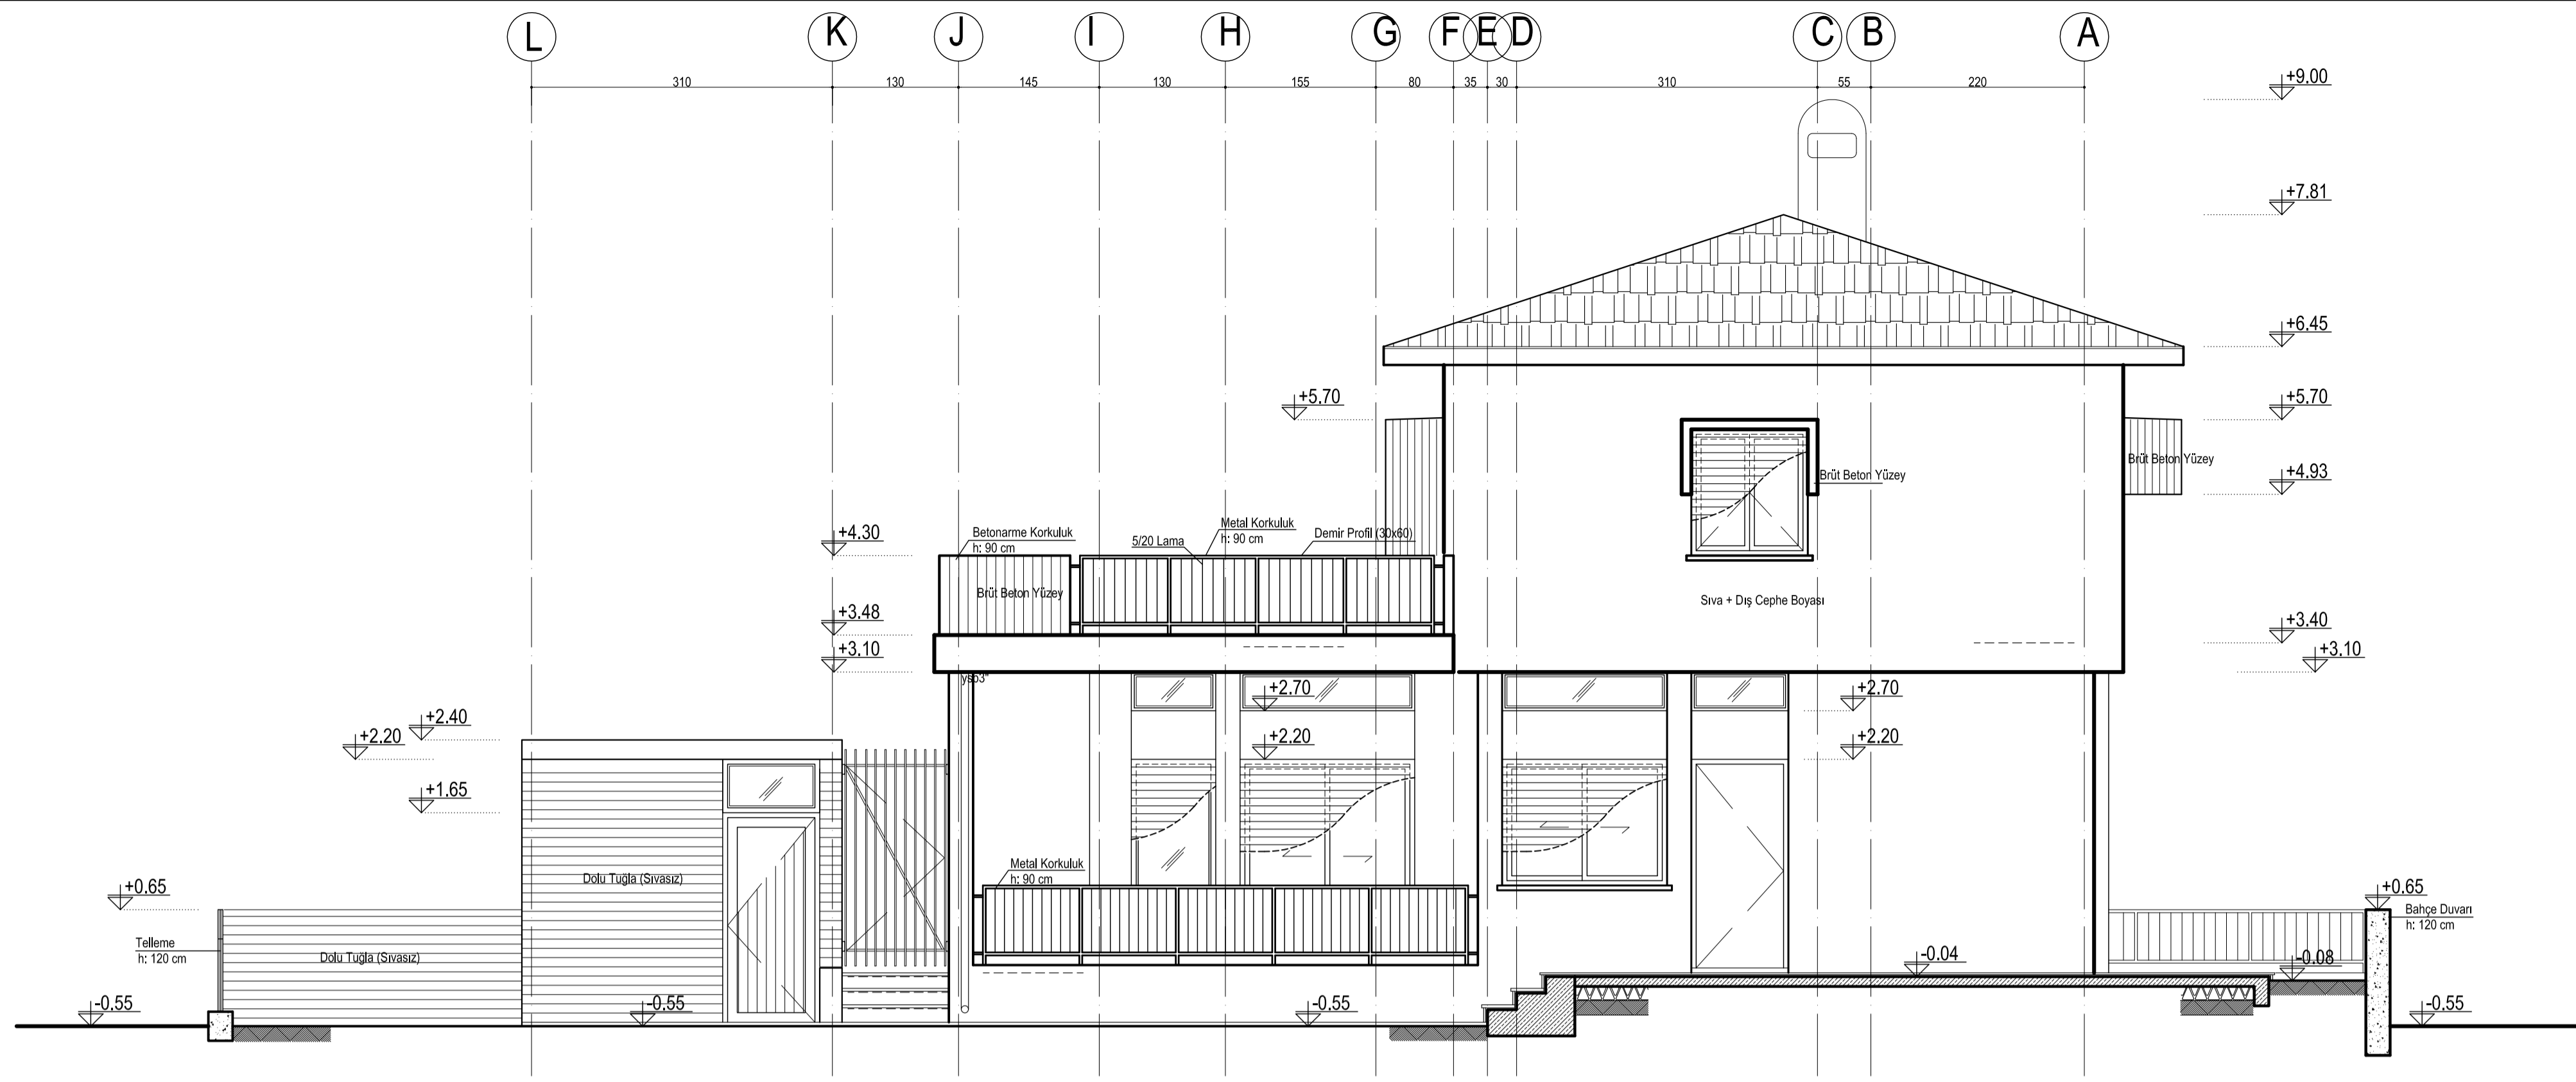 L K J I H G F E D C B A
310 130 145 130 155 80 35 30 310 55 220
+9.00
+7.81
+6.45
+5.70 +5.70
Brüt Beton Yüzey
Brüt Beton Yüzey
+4.93
+4.30
Betonarme Korkuluk
h: 90 cm
5/20 Lama
Metal Korkuluk
h: 90 cm
Demir Profil (30x60)
Brüt Beton Yüzey
Sıva + Dış Cephe Boyası
+3.48
+3.40
+3.10
+3.10
ysb3"
+2.70 +2.70
+2.40
+2.20 +2.20 +2.20
+1.65
Metal Korkuluk
h: 90 cm
Dolu Tuğla (Sıvasız)
+0.65
+0.65
Bahçe Duvarı
h: 120 cm
Telleme
h: 120 cm
Dolu Tuğla (Sıvasız)
-0.04
-0.08
-0.55 -0.55 -0.55 -0.55